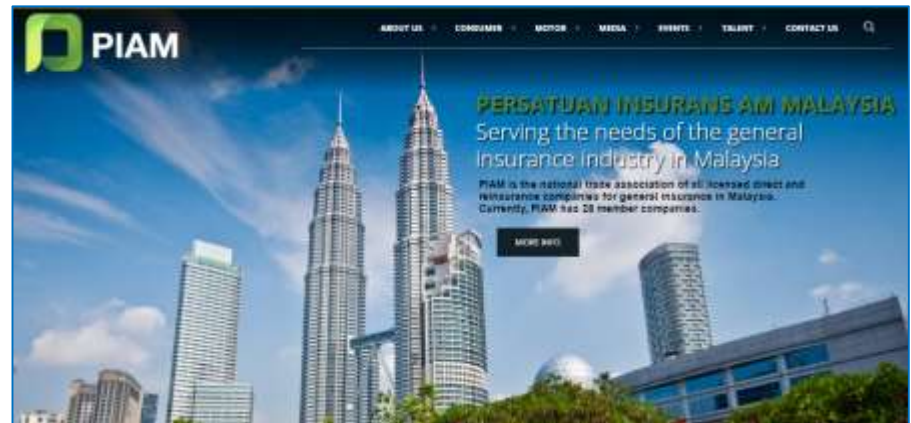 PIAM
ABOUT US CONSUMER MOTOR MEDIA EVENTS TALENT CONTACT US
PERSATUAN INSURANS AM MALAYSIA
Serving the needs of the general
insurance industry in Malaysia
PIAM is the national trade association of all licensed direct and
reinsurance companies for general insurance in Malaysia.
Currently, PIAM has 28 member companies.
MORE INFO